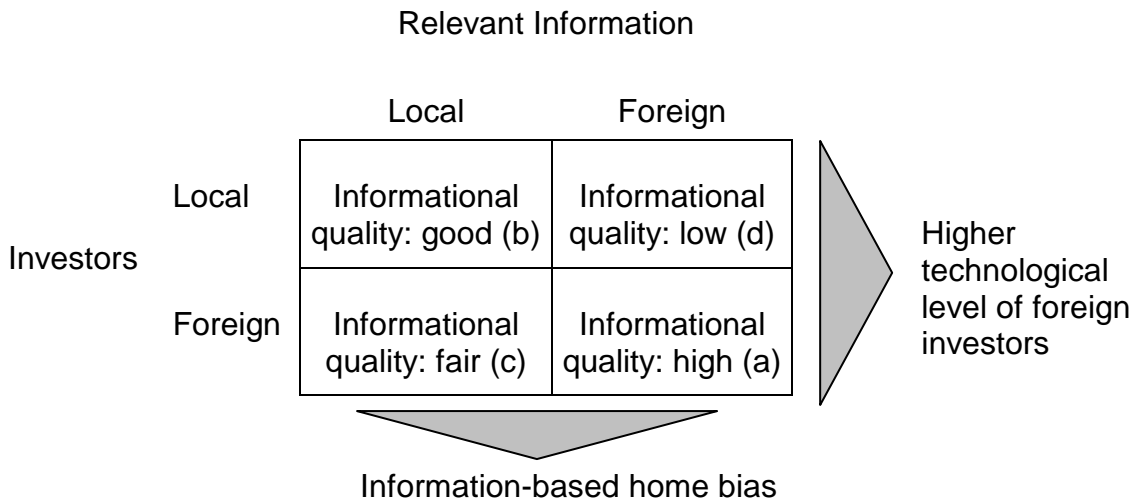 Relevant Information
Local Foreign
Local
Informational
quality: good (b)
Informational
quality: low (d)
Investors
Foreign
Informational
quality: fair (c)
Informational
quality: high (a)
Higher
technological
level of foreign
investors
Information-based home bias